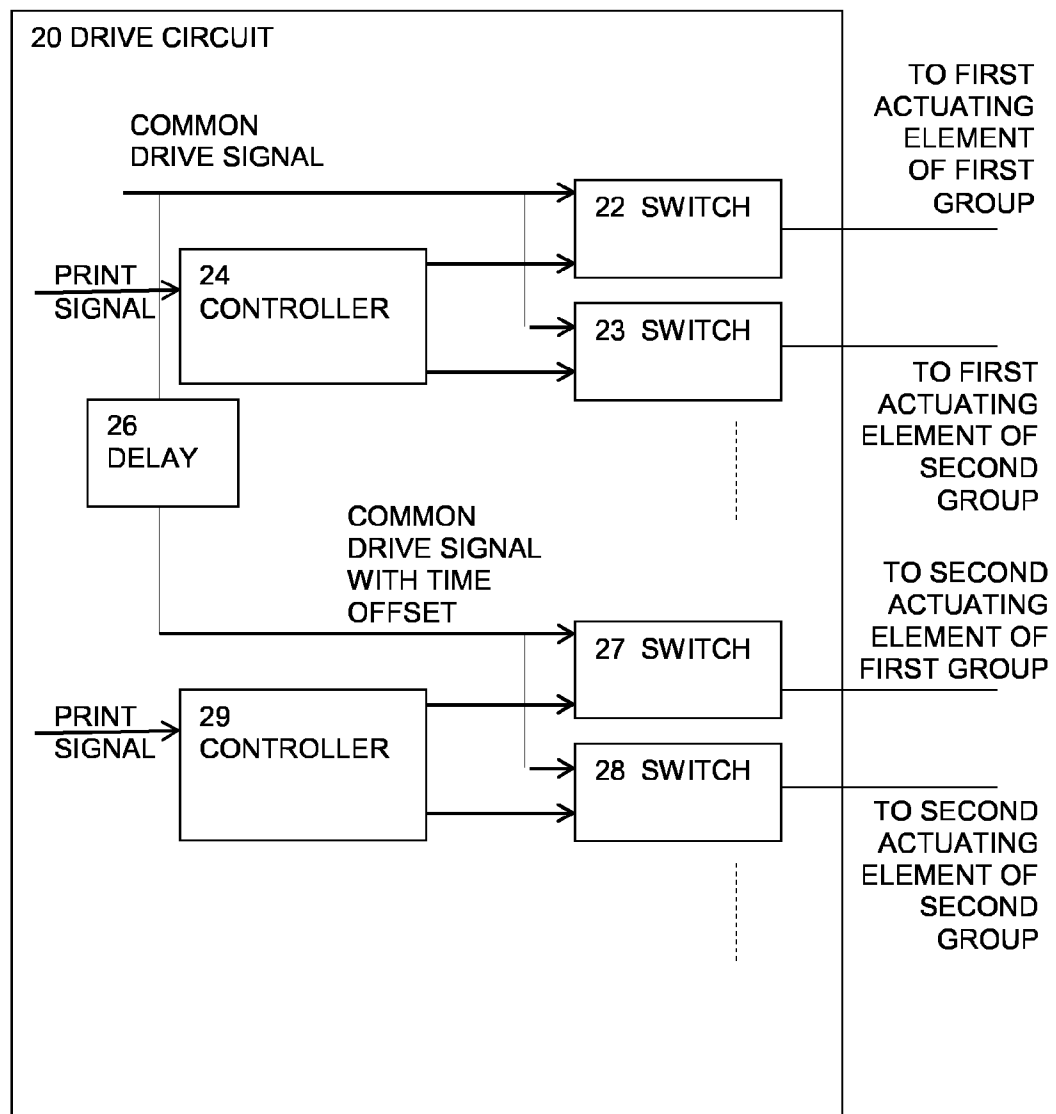 20 DRIVE CIRCUIT
TO FIRST
ACTUATING
ELEMENT
OF FIRST
GROUP
COMMON
DRIVE SIGNAL
22 SWITCH
PRINT
SIGNAL
24
CONTROLLER
23 SWITCH
TO FIRST
ACTUATING
ELEMENT OF
SECOND
GROUP
26
DELAY
COMMON
DRIVE SIGNAL
WITH TIME
OFFSET
TO SECOND
ACTUATING
ELEMENT OF
FIRST GROUP
27 SWITCH
PRINT
SIGNAL
29
CONTROLLER
28 SWITCH
TO SECOND
ACTUATING
ELEMENT OF
SECOND
GROUP